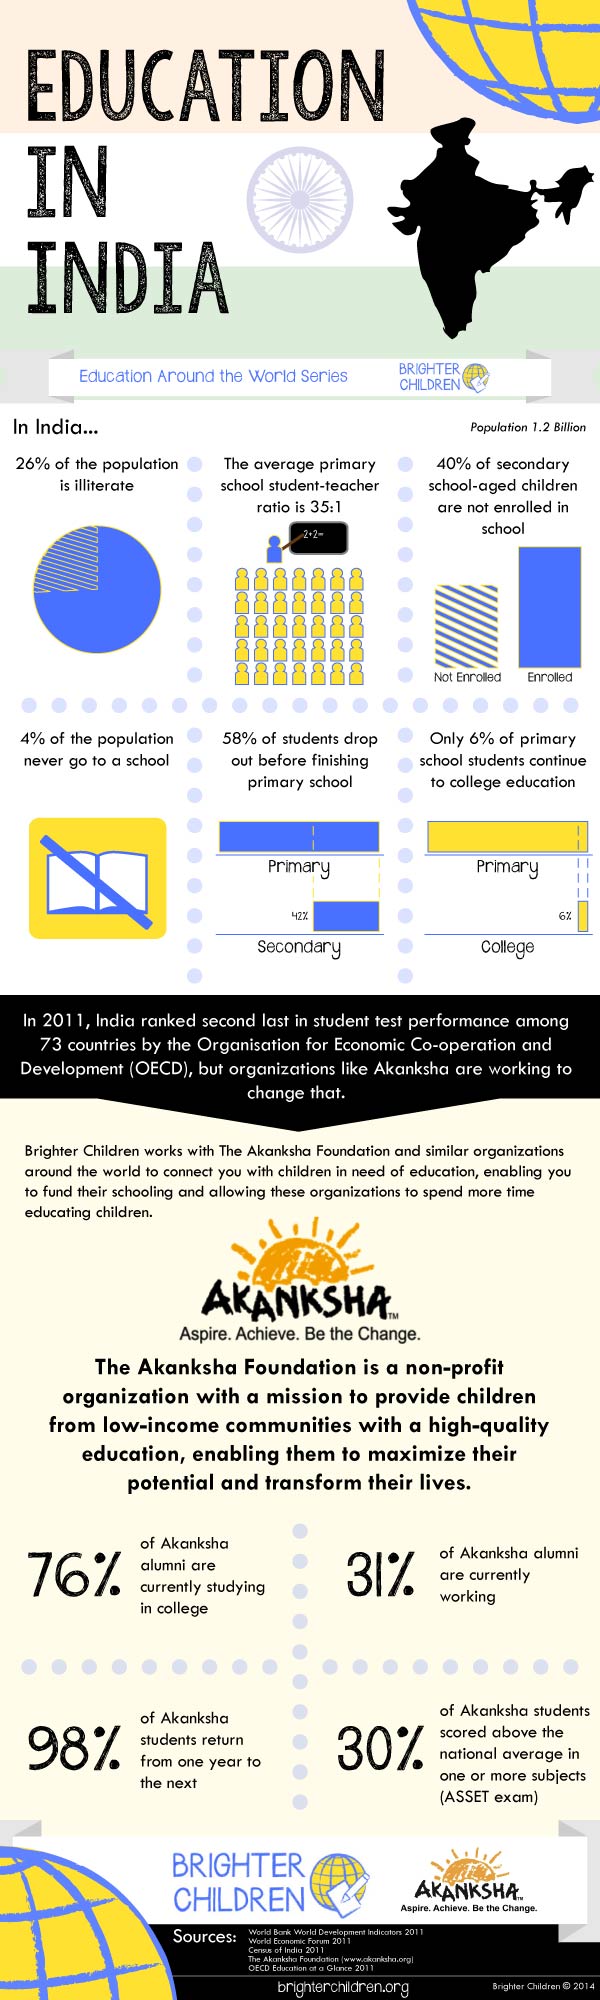 EDUCATION
IN
INDIA
Education Around the World Series
BRIGHTER
CHILDREN
In India...
Population 1.2 Billion
26% of the population
is illiterate
The average primary
school student-teacher
ratio is 35:1
2+2=
40% of secondary
school-aged children
are not enrolled in
school
Not Enrolled
Enrolled
4% of the population
never go to a school
58% of students drop
out before finishing
primary school
Primary
42%
Secondary
Only 6% of primary
school students continue
to college education
Primary
6%
College
In 2011, India ranked second last in student test performance among
73 countries by the Organisation for Economic Co-operation and
Development (OECD), but organizations like Akanksha are working to
change that.
Brighter Children works with The Akanksha Foundation and similar organizations
around the world to connect you with children in need of education, enabling you
to fund their schooling and allowing these organizations to spend more time
educating children.
AKANKSHA TM
Aspire. Achieve. Be the Change.
The Akanksha Foundation is a non-profit
organization with a mission to provide children
from low-income communities with a high-quality
education, enabling them to maximize their
potential and transform their lives.
76%
of Akanksha
alumni are
currently studying
in college
31%
of Akanksha alumni
are currently
working
98%
of Akanksha
students return
from one year to
the next
30%
of Akanksha students
scored above the
national average in
one or more subjects
(ASSET exam)
BRIGHTER
CHILDREN
AKANKSHA TM
Aspire. Achieve. Be the Change.
Sources:
World Bank World Development Indicators 2011
World Economic Forum 2011
Census of India 2011
The Akanksha Foundation (www.akanksha.org)
OECD Education at a Glance 2011
brighterchildren.org
Brighter Children © 2014